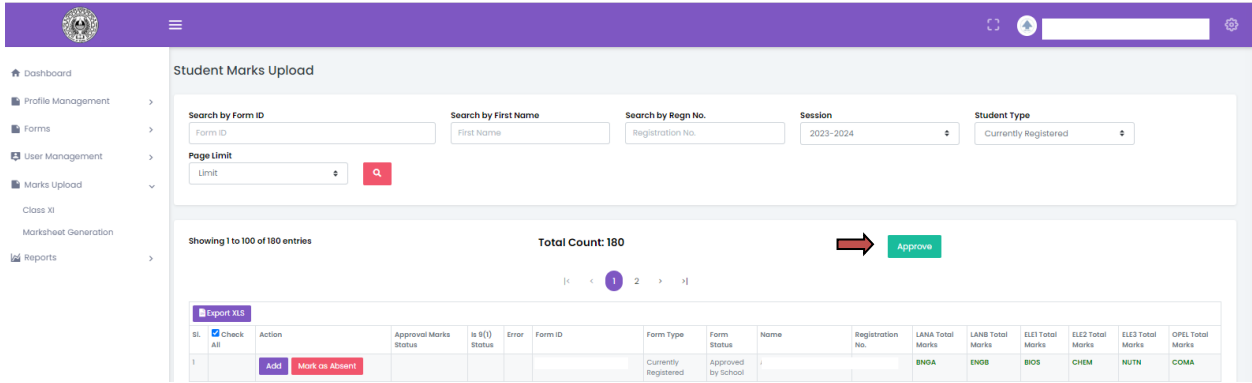 Dashboard
Profile Management
Forms
User Management
Marks Upload
Class XI
Marksheet Generation
Reports
Student Marks Upload
Search by Form ID
Form ID
Search by First Name
First Name
Search by Regn No.
Registration No.
Session
2023-2024
Student Type
Currently Registered
Page Limit
Limit
Showing 1 to 100 of 180 entries
Total Count: 180
Approve
|< < 1 2 > >|
Export XLS
Sl. Check All Action Approval Marks Status Is 9(1) Status Error Form ID Form Type Form Status Name Registration No. LANA Total Marks LANB Total Marks ELE1 Total Marks ELE2 Total Marks ELE3 Total Marks OPEL Total Marks
1 Add Mark as Absent Currently Registered Approved by School BNGA ENGB BIOS CHEM NUTN COMA